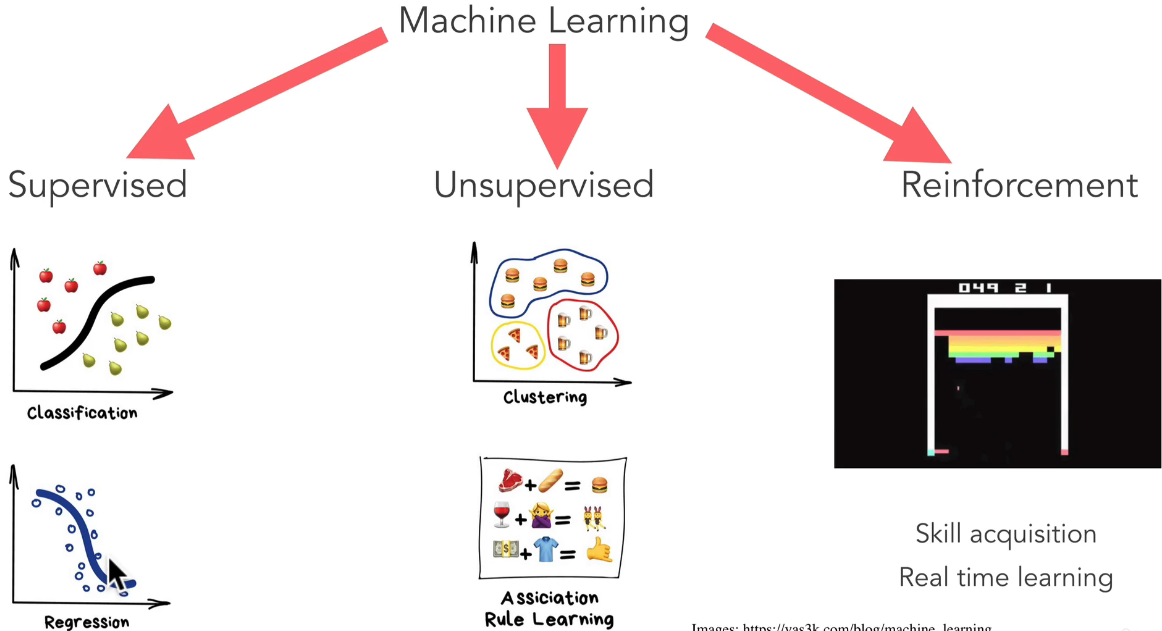 Machine Learning
Supervised
Unsupervised
Reinforcement
Classification
Clustering
049 2 1
Regression
Assiciation
Rule Learning
Skill acquisition
Real time learning
Images: https://vas3k.com/blog/machine_learning